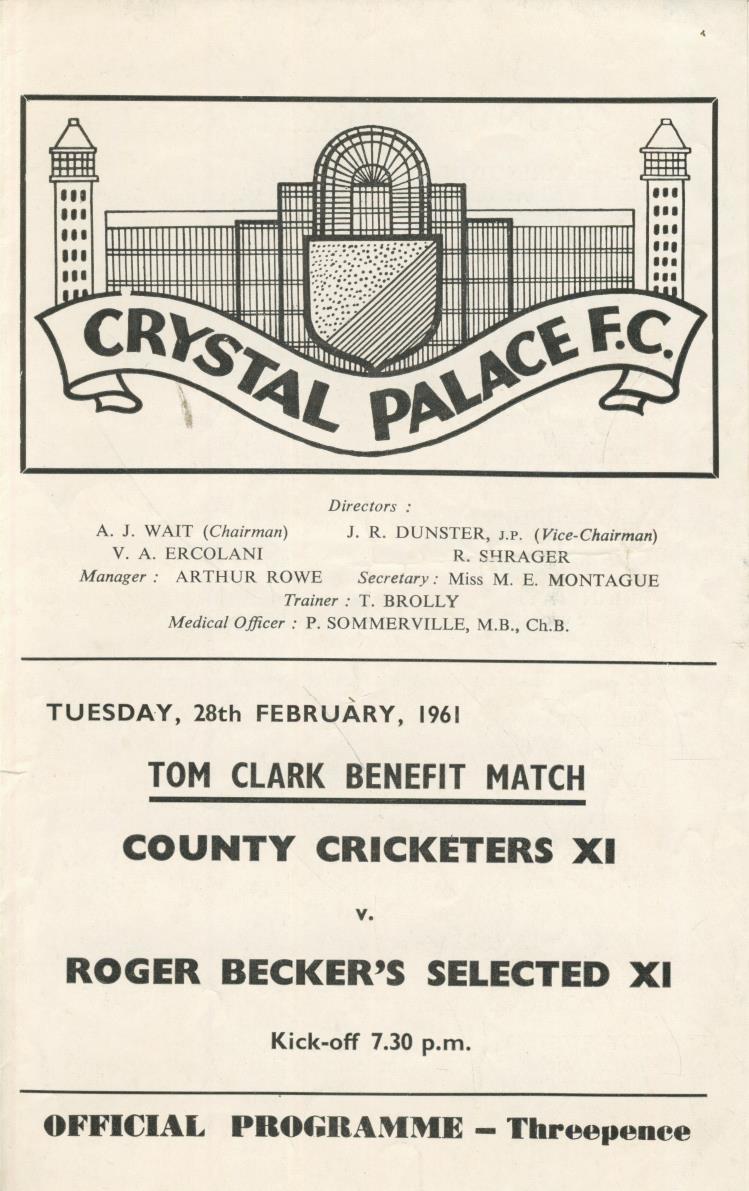 CRYSTAL PALACE F.C.
Directors :
A. J. WAIT (Chairman) J. R. DUNSTER, J.P. (Vice-Chairman)
V. A. ERCOLANI R. SHRAGER
Manager : ARTHUR ROWE Secretary : Miss M. E. MONTAGUE
Trainer : T. BROLLY
Medical Officer : P. SOMMERVILLE, M.B., Ch.B.
TUESDAY, 28th FEBRUARY, 1961
TOM CLARK BENEFIT MATCH
COUNTY CRICKETERS XI
v.
ROGER BECKER'S SELECTED XI
Kick-off 7.30 p.m.
OFFICIAL PROGRAMME — Threepence